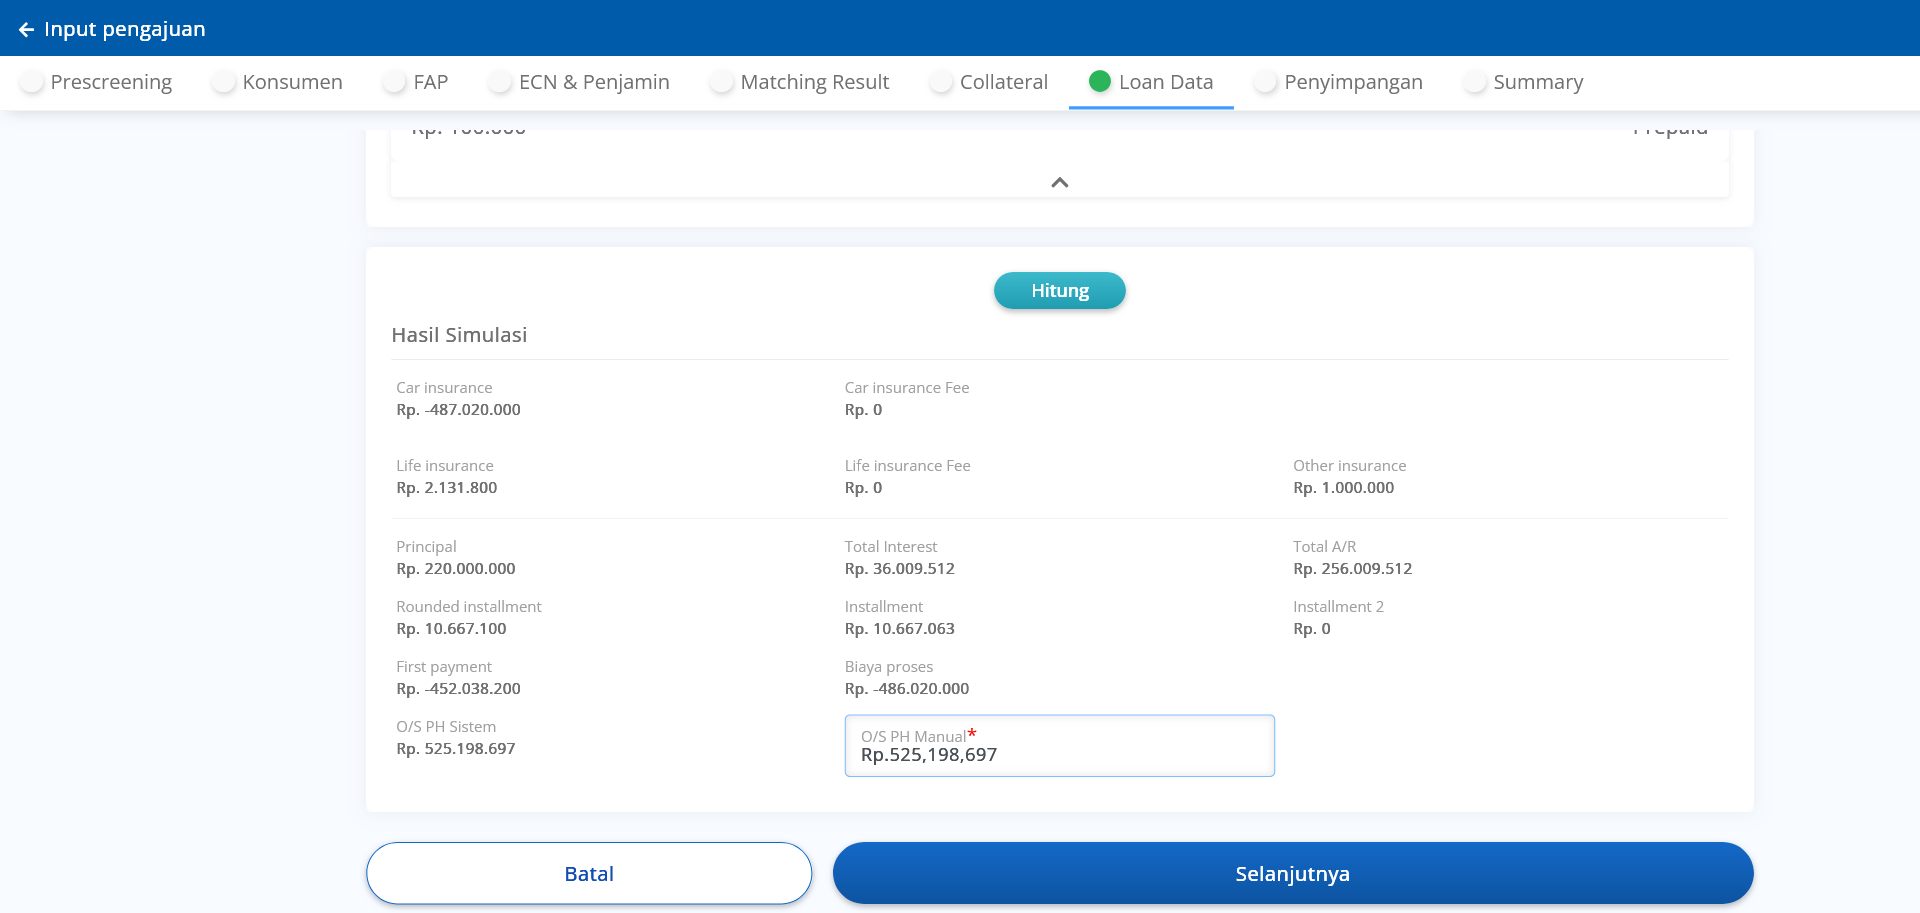 Input pengajuan
Prescreening Konsumen FAP ECN & Penjamin Matching Result Collateral Loan Data Penyimpangan Summary
Rp. 100.000 Prepaid
Hitung
Hasil Simulasi
Car insurance Car insurance Fee
Rp. -487.020.000 Rp. 0
Life insurance Life insurance Fee Other insurance
Rp. 2.131.800 Rp. 0 Rp. 1.000.000
Principal Total Interest Total A/R
Rp. 220.000.000 Rp. 36.009.512 Rp. 256.009.512
Rounded installment Installment Installment 2
Rp. 10.667.100 Rp. 10.667.063 Rp. 0
First payment Biaya proses
Rp. -452.038.200 Rp. -486.020.000
O/S PH Sistem O/S PH Manual*
Rp. 525.198.697 Rp.525,198,697
Batal Selanjutnya